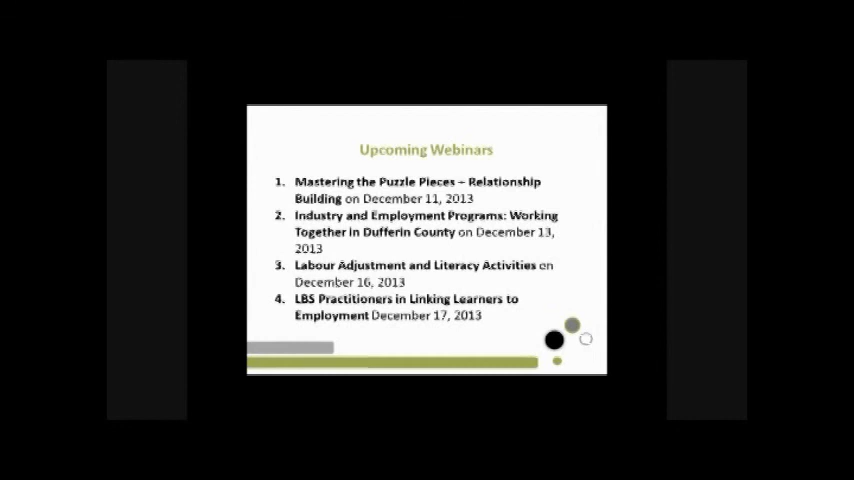 Upcoming Webinars
1. Mastering the Puzzle Pieces – Relationship
Building on December 11, 2013
2. Industry and Employment Programs: Working
Together in Dufferin County on December 13,
2013
3. Labour Adjustment and Literacy Activities on
December 16, 2013
4. LBS Practitioners in Linking Learners to
Employment December 17, 2013